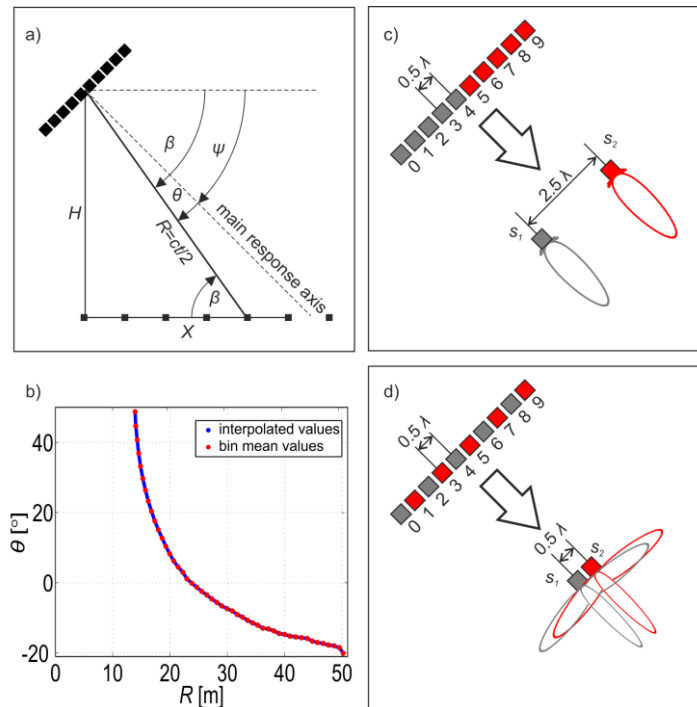 a)
β
ψ
θ
H
R=ct/2
main response axis
β
X
b)
interpolated values
bin mean values
θ [°]
40
20
0
-20
0
10
20
30
40
50
R [m]
c)
0.5 λ
0 1 2 3 4 5 6 7 8 9
s₂
2.5 λ
s₁
d)
0.5 λ
0 1 2 3 4 5 6 7 8 9
0.5 λ
s₂
s₁